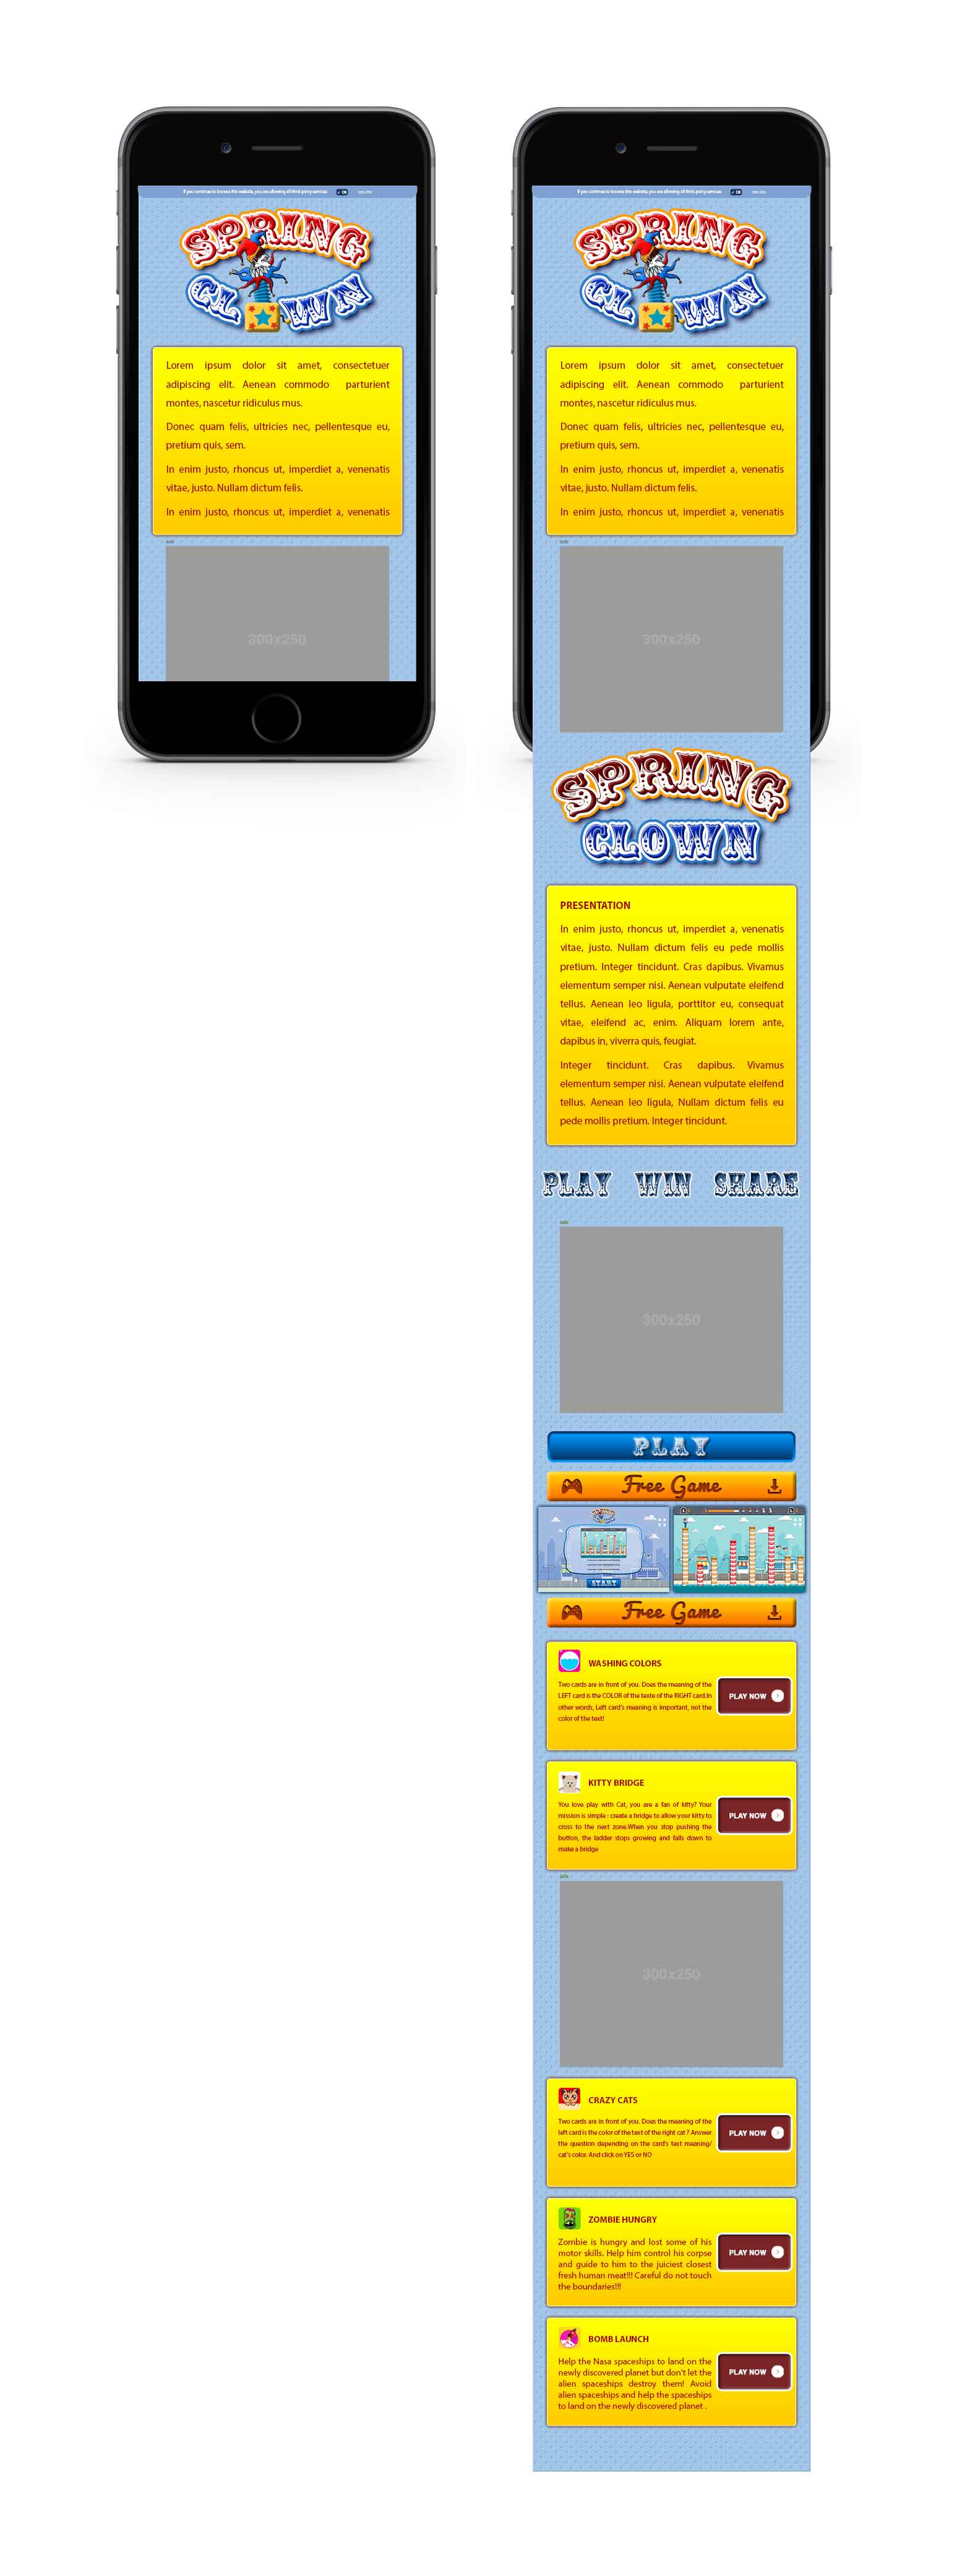 If you continue to browse this website, you are allowing all third-party services
OK
SPRING
CLOWN
Lorem ipsum dolor sit amet, consectetuer
adipiscing elit. Aenean commodo parturient
montes, nascetur ridiculus mus.
Donec quam felis, ultricies nec, pellentesque eu,
pretium quis, sem.
In enim justo, rhoncus ut, imperdiet a, venenatis
vitae, justo. Nullam dictum felis.
In enim justo, rhoncus ut, imperdiet a, venenatis
300x250
If you continue to browse this website, you are allowing all third-party services
OK
SPRING
CLOWN
Lorem ipsum dolor sit amet, consectetuer
adipiscing elit. Aenean commodo parturient
montes, nascetur ridiculus mus.
Donec quam felis, ultricies nec, pellentesque eu,
pretium quis, sem.
In enim justo, rhoncus ut, imperdiet a, venenatis
vitae, justo. Nullam dictum felis.
In enim justo, rhoncus ut, imperdiet a, venenatis
300x250
SPRING
CLOWN
PRESENTATION
In enim justo, rhoncus ut, imperdiet a, venenatis
vitae, justo. Nullam dictum felis eu pede mollis
pretium. Integer tincidunt. Cras dapibus. Vivamus
elementum semper nisi. Aenean vulputate eleifend
tellus. Aenean leo ligula, porttitor eu, consequat
vitae, eleifend ac, enim. Aliquam lorem ante,
dapibus in, viverra quis, feugiat.
Integer tincidunt. Cras dapibus. Vivamus
elementum semper nisi. Aenean vulputate eleifend
tellus. Aenean leo ligula, Nullam dictum felis eu
pede mollis pretium. Integer tincidunt.
PLAY WIN SHARE
300x250
PLAY
Free Game
START
Free Game
WASHING COLORS
Two cards are in front of you. Does the meaning of the
LEFT card is the COLOR of the texte of the RIGHT card.In
other words, Left card's meaning is important, not the
color of the text!
PLAY NOW
KITTY BRIDGE
You love play with Cat, you are a fan of kitty? Your
mission is simple : create a bridge to allow your kitty to
cross to the next zone.When you stop pushing the
button, the ladder stops growing and falls down to
make a bridge
PLAY NOW
300x250
CRAZY CATS
Two cards are in front of you. Does the meaning of the
left card is the color of the text of the right cat ? Answer
the question depending on the card's text meaning/
cat's color. And click on YES or NO
PLAY NOW
ZOMBIE HUNGRY
Zombie is hungry and lost some of his
motor skills. Help him control his corpse
and guide to him to the juiciest closest
fresh human meat!!! Careful do not touch
the boundaries!!!
PLAY NOW
BOMB LAUNCH
Help the Nasa spaceships to land on the
newly discovered planet but don't let the
alien spaceships destroy them! Avoid
alien spaceships and help the spaceships
to land on the newly discovered planet .
PLAY NOW